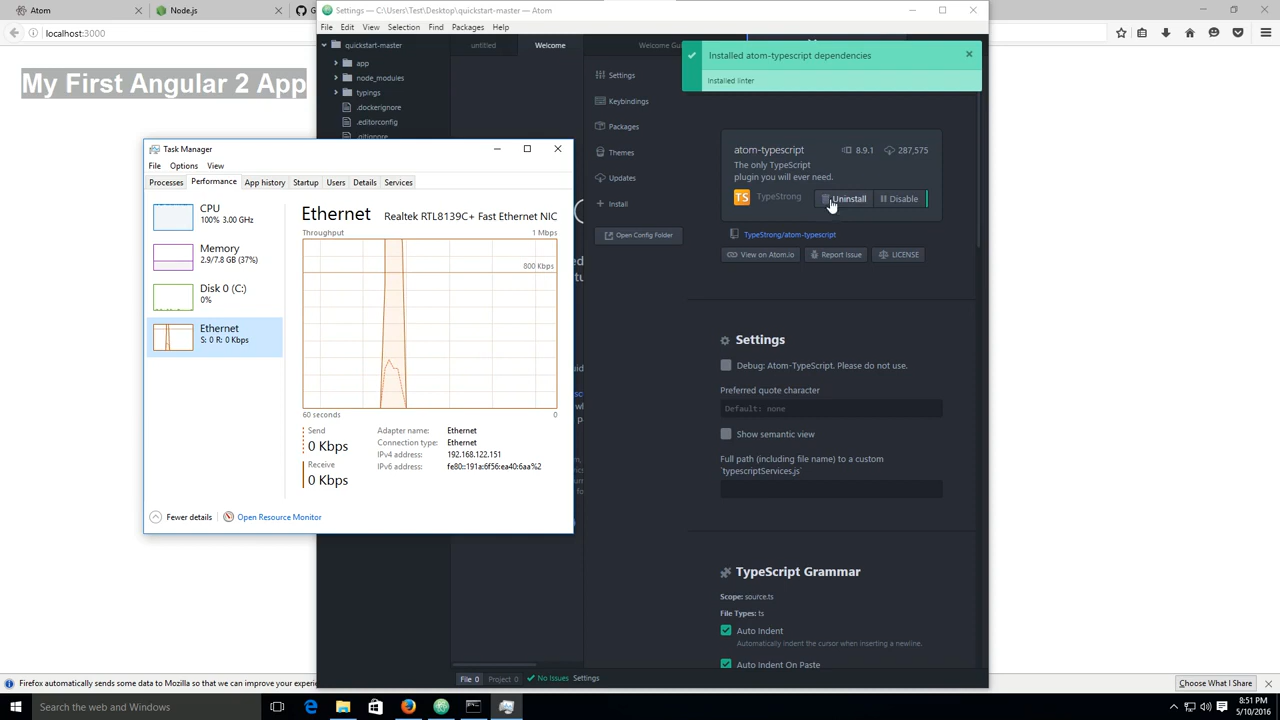 Atom
Node.js
G
Settings — C:\Users\Test\Desktop\quickstart-master — Atom
localhost:3000
File Edit View Selection Find Packages Help
My First Angular 2 App
quickstart-master
app
node_modules
typings
.dockerignore
.editorconfig
.gitignore
untitled
Welcome
Welcome Gu
Installed atom-typescript dependencies
Installed linter
Settings
Keybindings
Packages
Themes
Updates
Install
Open Config Folder
atom-typescript
8.9.1
287,575
The only TypeScript
plugin you will ever need.
TS
TypeStrong
Uninstall
Disable
TypeStrong/atom-typescript
View on Atom.io
Report Issue
LICENSE
Settings
Debug: Atom-TypeScript. Please do not use.
Preferred quote character
Default: none
Show semantic view
Full path (including file name) to a custom
`typescriptServices.js`
TypeScript Grammar
Scope: source.ts
File Types: ts
Auto Indent
Automatically indent the cursor when inserting a newline.
Auto Indent On Paste
Task Manager
File Options View
Processes Performance App history Startup Users Details Services
CPU
100% 3.00 GHz
Memory
2.9/7.8 GB (37%)
Disk 0 (C:)
0%
Ethernet
S: 0 R: 0 Kbps
Ethernet
Realtek RTL8139C+ Fast Ethernet NIC
Throughput
1 Mbps
800 Kbps
60 seconds
0
Send
0 Kbps
Receive
0 Kbps
Adapter name: Ethernet
Connection type: Ethernet
IPv4 address: 192.168.122.151
IPv6 address: fe80::191a:6f56:ea40:6aa%2
Fewer details
Open Resource Monitor
File 0
Project 0
No Issues
Settings
Firefox automatically sends some data to Mozilla so that we can improve your experie
Choose What I Share
Search the web and Windows
8:51 PM
5/10/2016